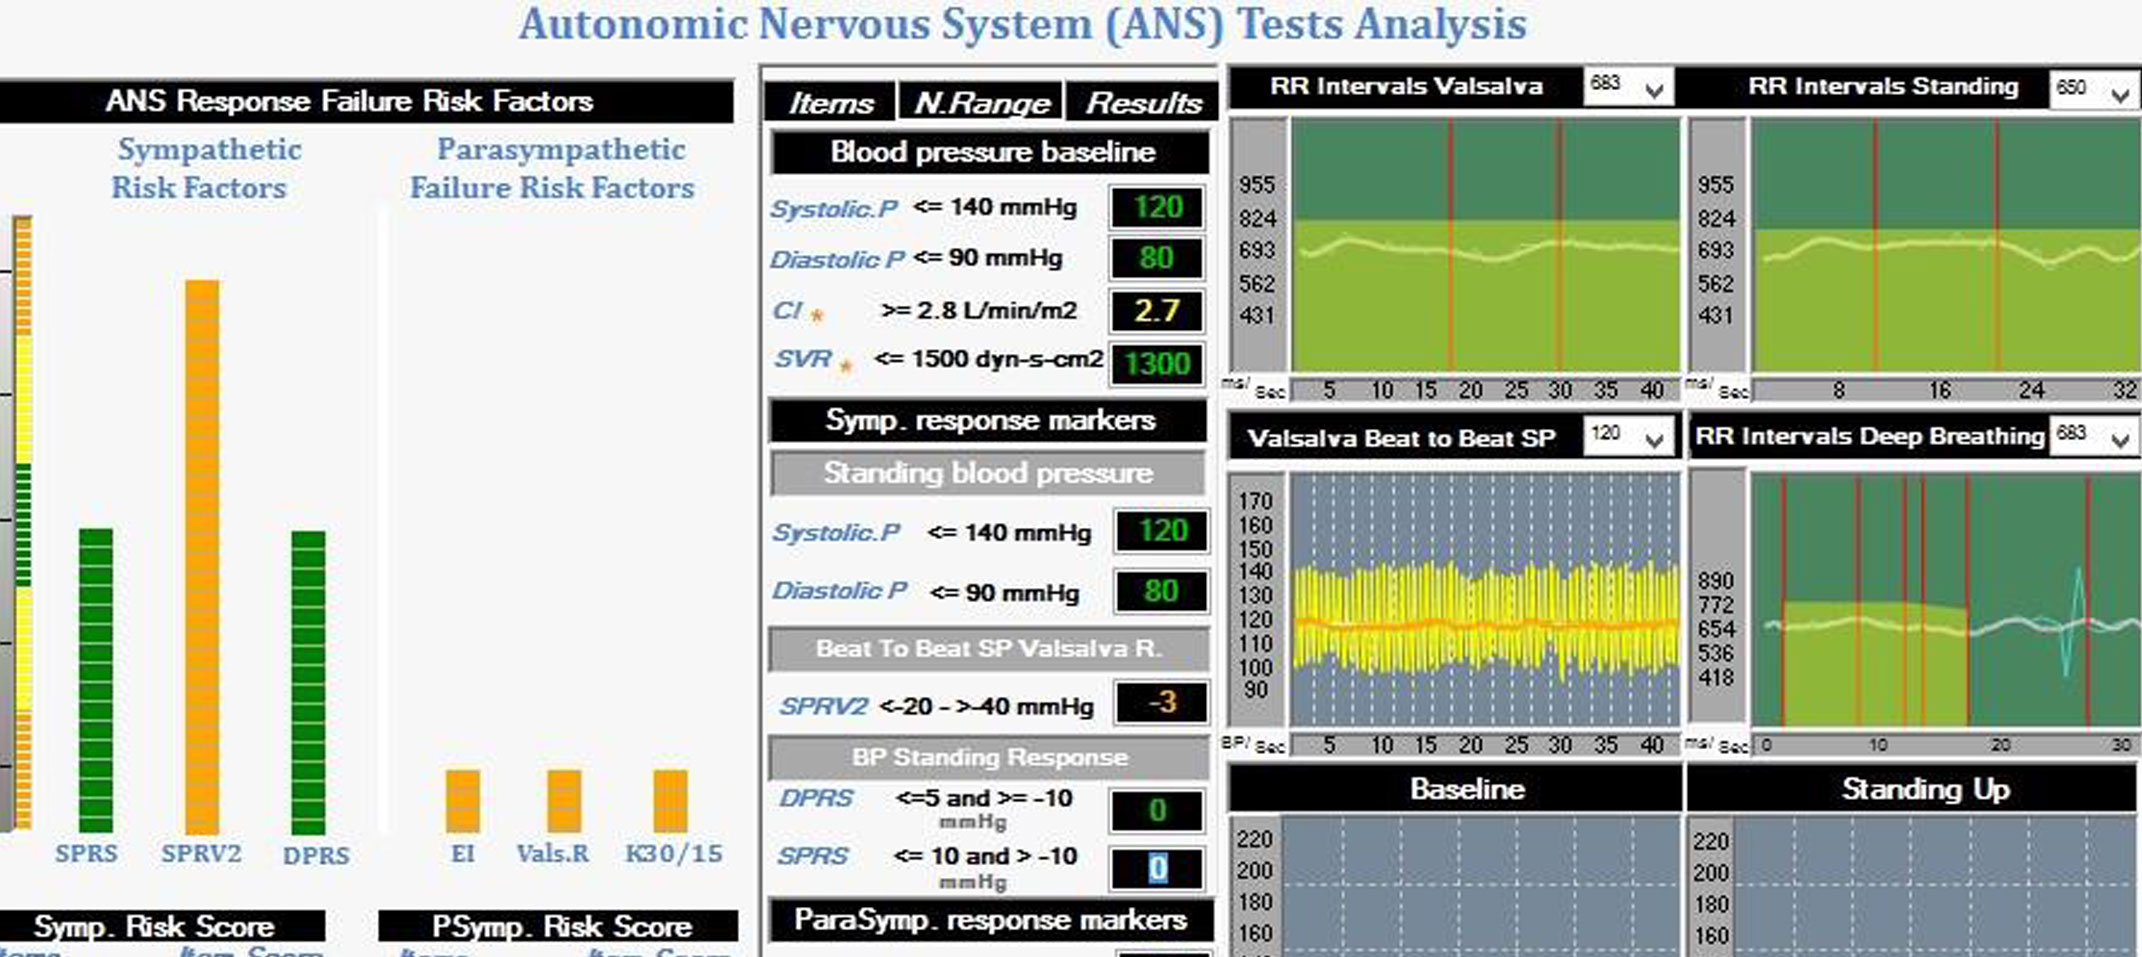 Autonomic Nervous System (ANS) Tests Analysis
ANS Response Failure Risk Factors
Sympathetic
Risk Factors
Parasympathetic
Failure Risk Factors
SPRS SPRV2 DPRS EI Vals.R K30/15
Symp. Risk Score
PSymp. Risk Score
Item Score
Items Item Score
Items N.Range Results
Blood pressure baseline
Systolic.P <= 140 mmHg 120
Diastolic P <= 90 mmHg 80
CI * >= 2.8 L/min/m2 2.7
SVR * <= 1500 dyn-s-cm2 1300
Symp. response markers
Standing blood pressure
Systolic.P <= 140 mmHg 120
Diastolic P <= 90 mmHg 80
Beat To Beat SP Valsalva R.
SPRV2 <-20 - >-40 mmHg -3
BP Standing Response
DPRS <=5 and >= -10 0
mmHg
SPRS <= 10 and > -10 0
mmHg
ParaSymp. response markers
RR Intervals Valsalva 683
955
824
693
562
431
ms/ Sec 5 10 15 20 25 30 35 40
RR Intervals Standing 650
955
824
693
562
431
ms/ Sec 8 16 24 32
Valsalva Beat to Beat SP 120
170
160
150
140
130
120
110
100
90
BP/ Sec 5 10 15 20 25 30 35 40
RR Intervals Deep Breathing 683
890
772
654
536
418
ms/ Sec 0 10 20 30
Baseline
220
200
180
160
Standing Up
220
200
180
160